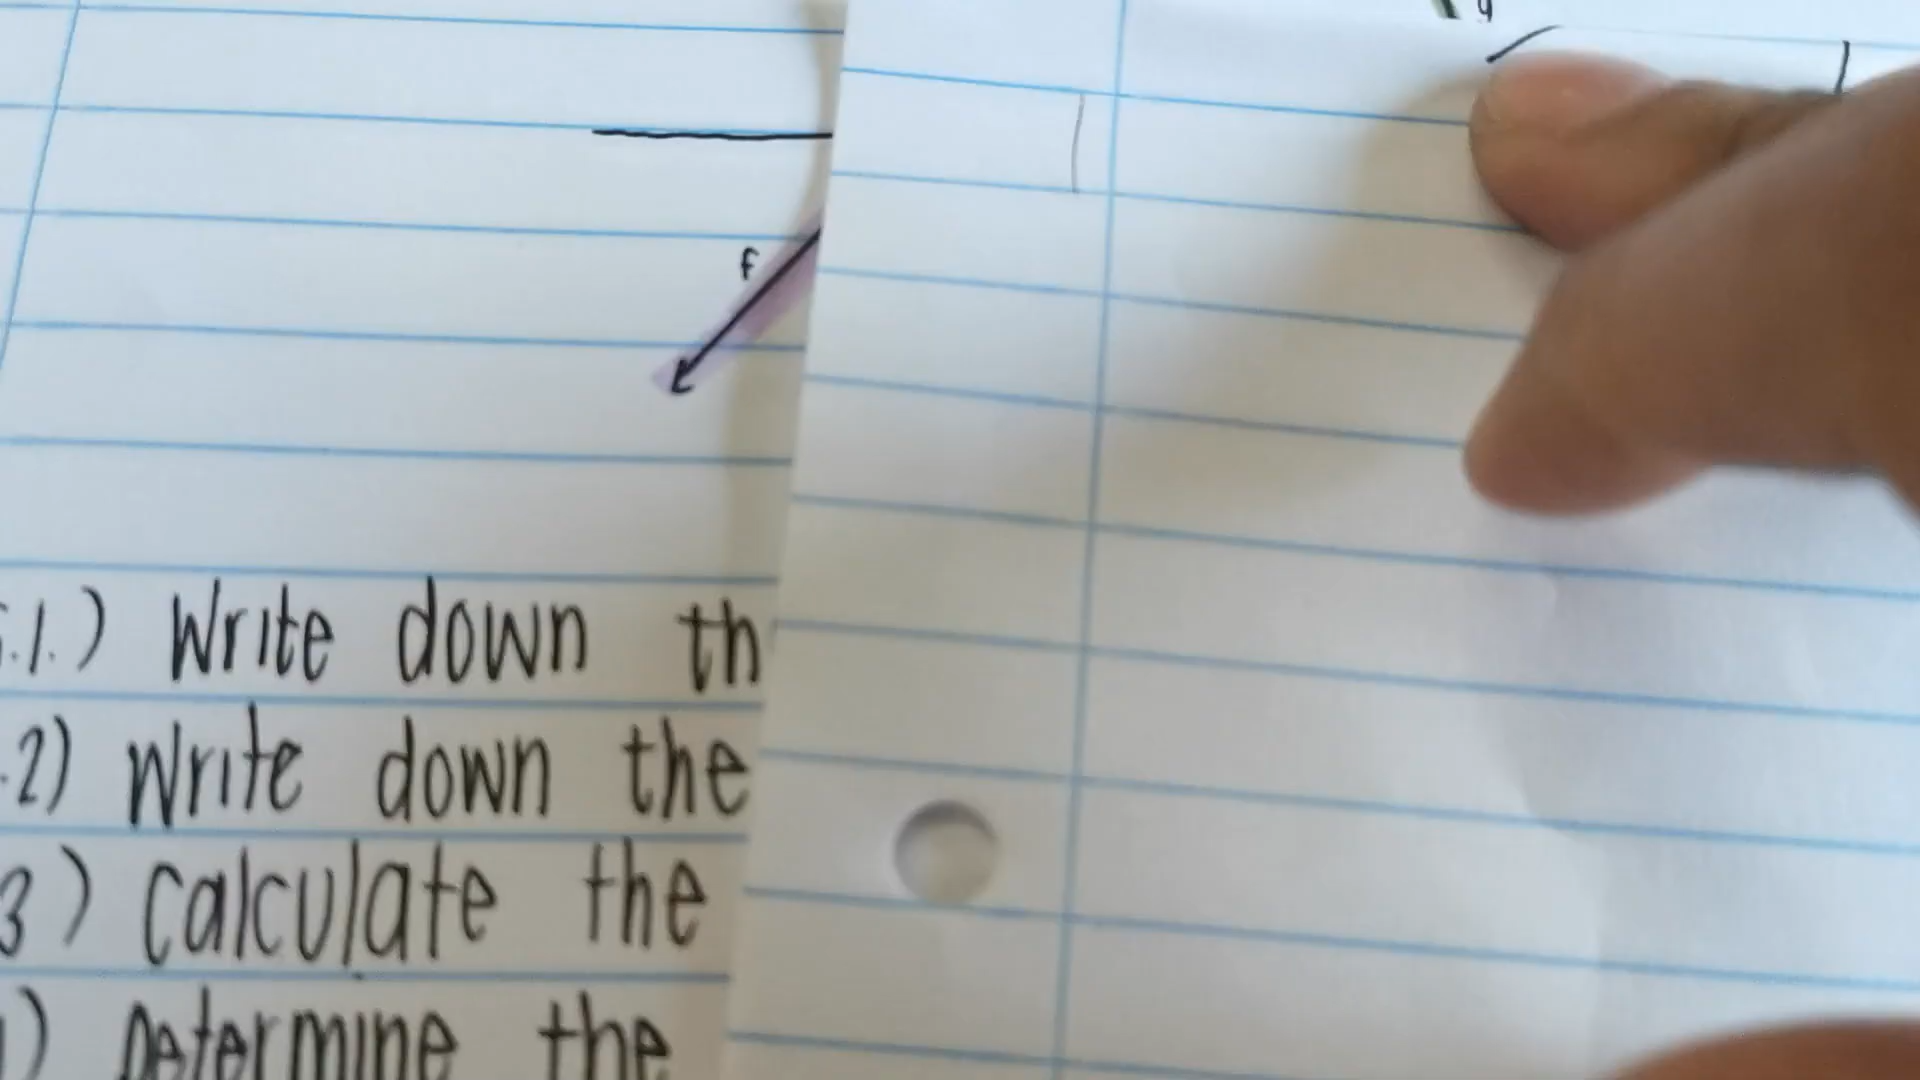 g
f
.1.) Write down th
.2) Write down the
3) calculate the
) Determine the